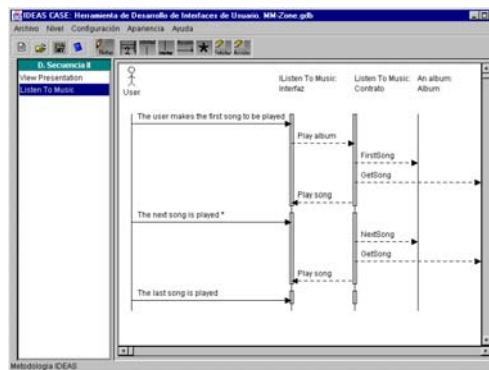 IDEAS CASE: Herramienta de Desarrollo de Interfaces de Usuario. MM-Zone.gdb
Archivo Nivel Configuración Apariencia Ayuda
D. Secuencia II
View Presentation
Listen To Music
User
IListen To Music:
Interfaz
Listen To Music:
Contrato
An album:
Album
The user makes the first song to be played
Play album
FirstSong
GetSong
Play song
The next song is played *
NextSong
GetSong
Play song
The last song is played
Metodología IDEAS